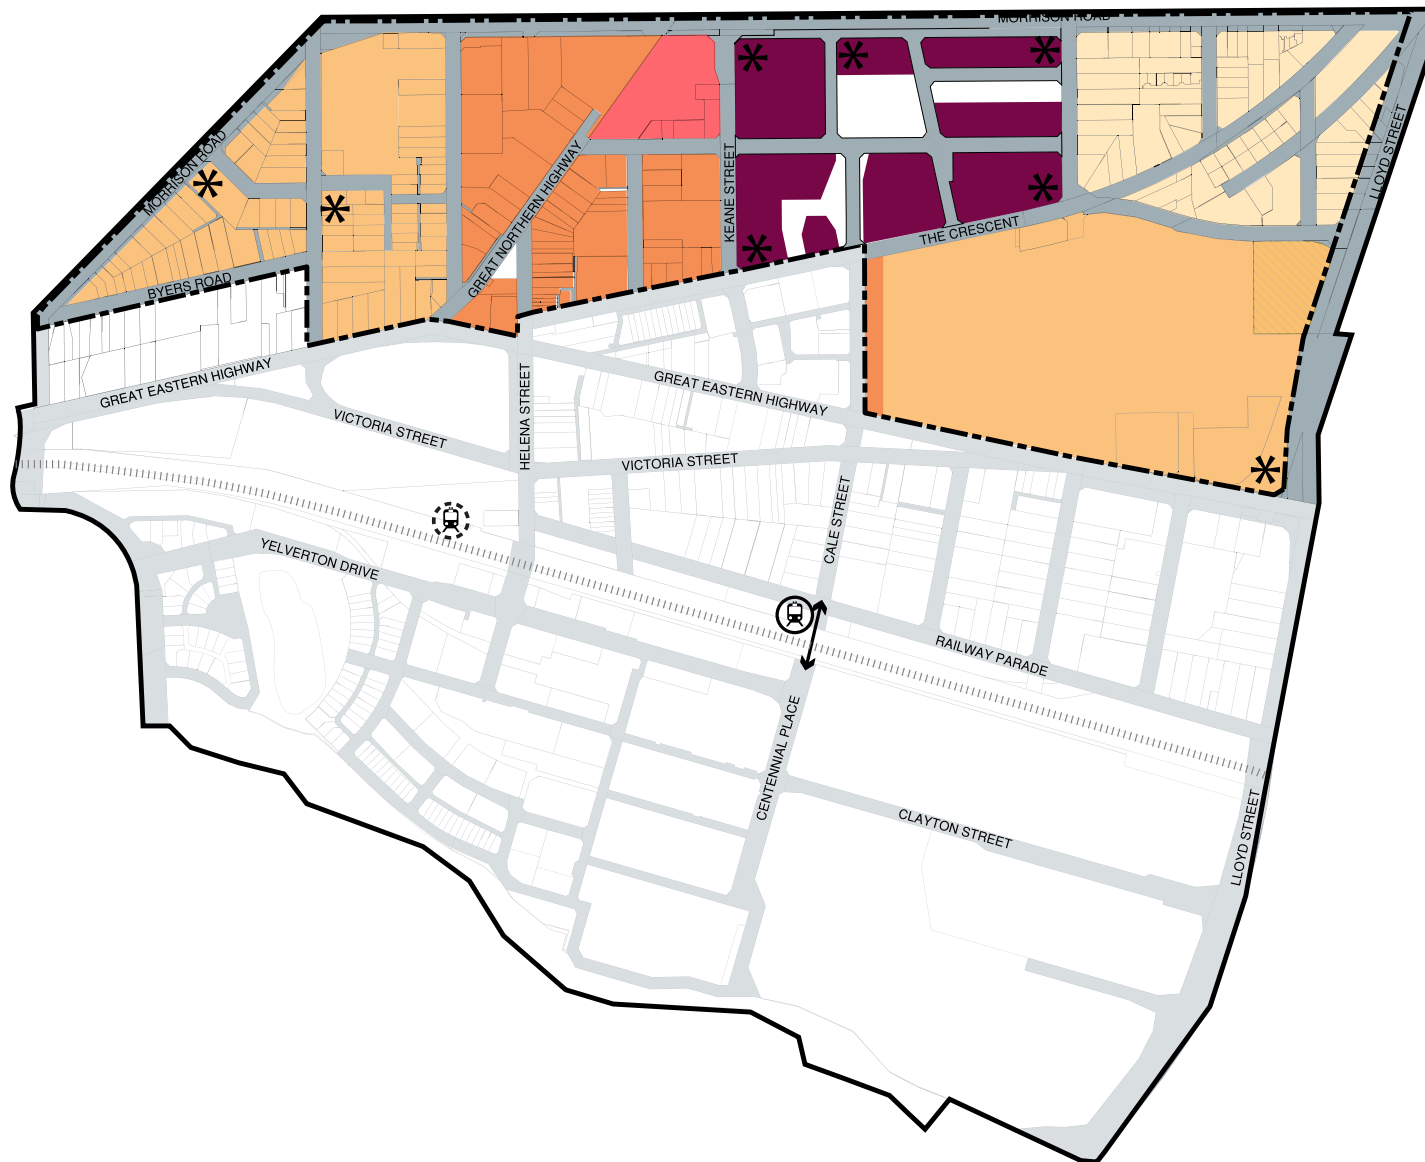 MORRISON ROAD
MORRISON ROAD
LLOYD STREET
KEANE STREET
GREAT NORTHERN HIGHWAY
THE CRESCENT
BYERS ROAD
GREAT EASTERN HIGHWAY
GREAT EASTERN HIGHWAY
HELENA STREET
VICTORIA STREET
VICTORIA STREET
CALE STREET
YELVERTON DRIVE
RAILWAY PARADE
CENTENNIAL PLACE
CLAYTON STREET
LLOYD STREET